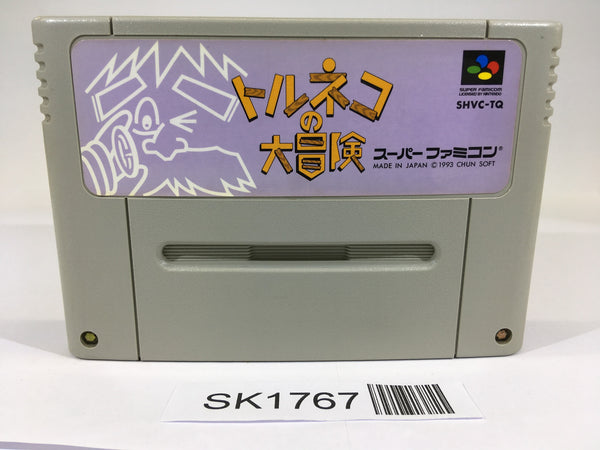 トルネコ
の
大冒険
SUPER FAMICOM
LICENSED BY NINTENDO
SHVC-TQ
スーパーファミコン®
MADE IN JAPAN © 1993 CHUN SOFT
SK1767